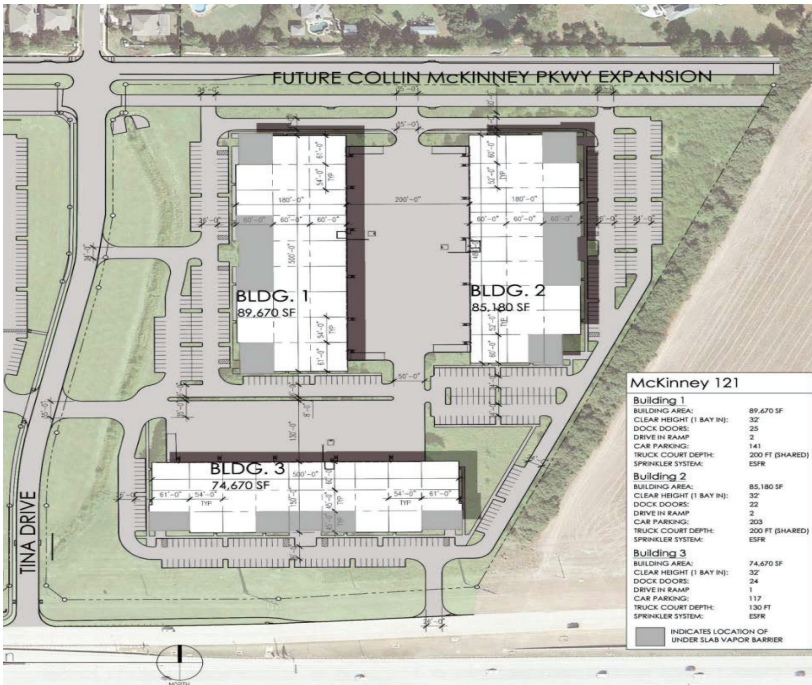 FUTURE COLLIN McKINNEY PKWY EXPANSION
180'-0"
200'-0"
180'-0"
60'-0" 60'-0" 60'-0"
60'-0" 60'-0" 60'-0"
BLDG. 1
89,670 SF
BLDG. 2
85,180 SF
50'-0"
130'-0"
BLDG. 3
74,670 SF
500'-0"
61'-0" 54'-0"
TYP
54'-0" 61'-0"
TYP
TINA DRIVE
NORTH
McKinney 121
Building 1
BUILDING AREA: 89,670 SF
CLEAR HEIGHT (1 BAY IN): 32'
DOCK DOORS: 25
DRIVE IN RAMP 2
CAR PARKING: 141
TRUCK COURT DEPTH: 200 FT (SHARED)
SPRINKLER SYSTEM: ESFR
Building 2
BUILDING AREA: 85,180 SF
CLEAR HEIGHT (1 BAY IN): 32'
DOCK DOORS: 22
DRIVE IN RAMP 2
CAR PARKING: 203
TRUCK COURT DEPTH: 200 FT (SHARED)
SPRINKLER SYSTEM: ESFR
Building 3
BUILDING AREA: 74,670 SF
CLEAR HEIGHT (1 BAY IN): 32'
DOCK DOORS: 24
DRIVE IN RAMP 1
CAR PARKING: 117
TRUCK COURT DEPTH: 130 FT
SPRINKLER SYSTEM: ESFR
INDICATES LOCATION OF
UNDER SLAB VAPOR BARRIER